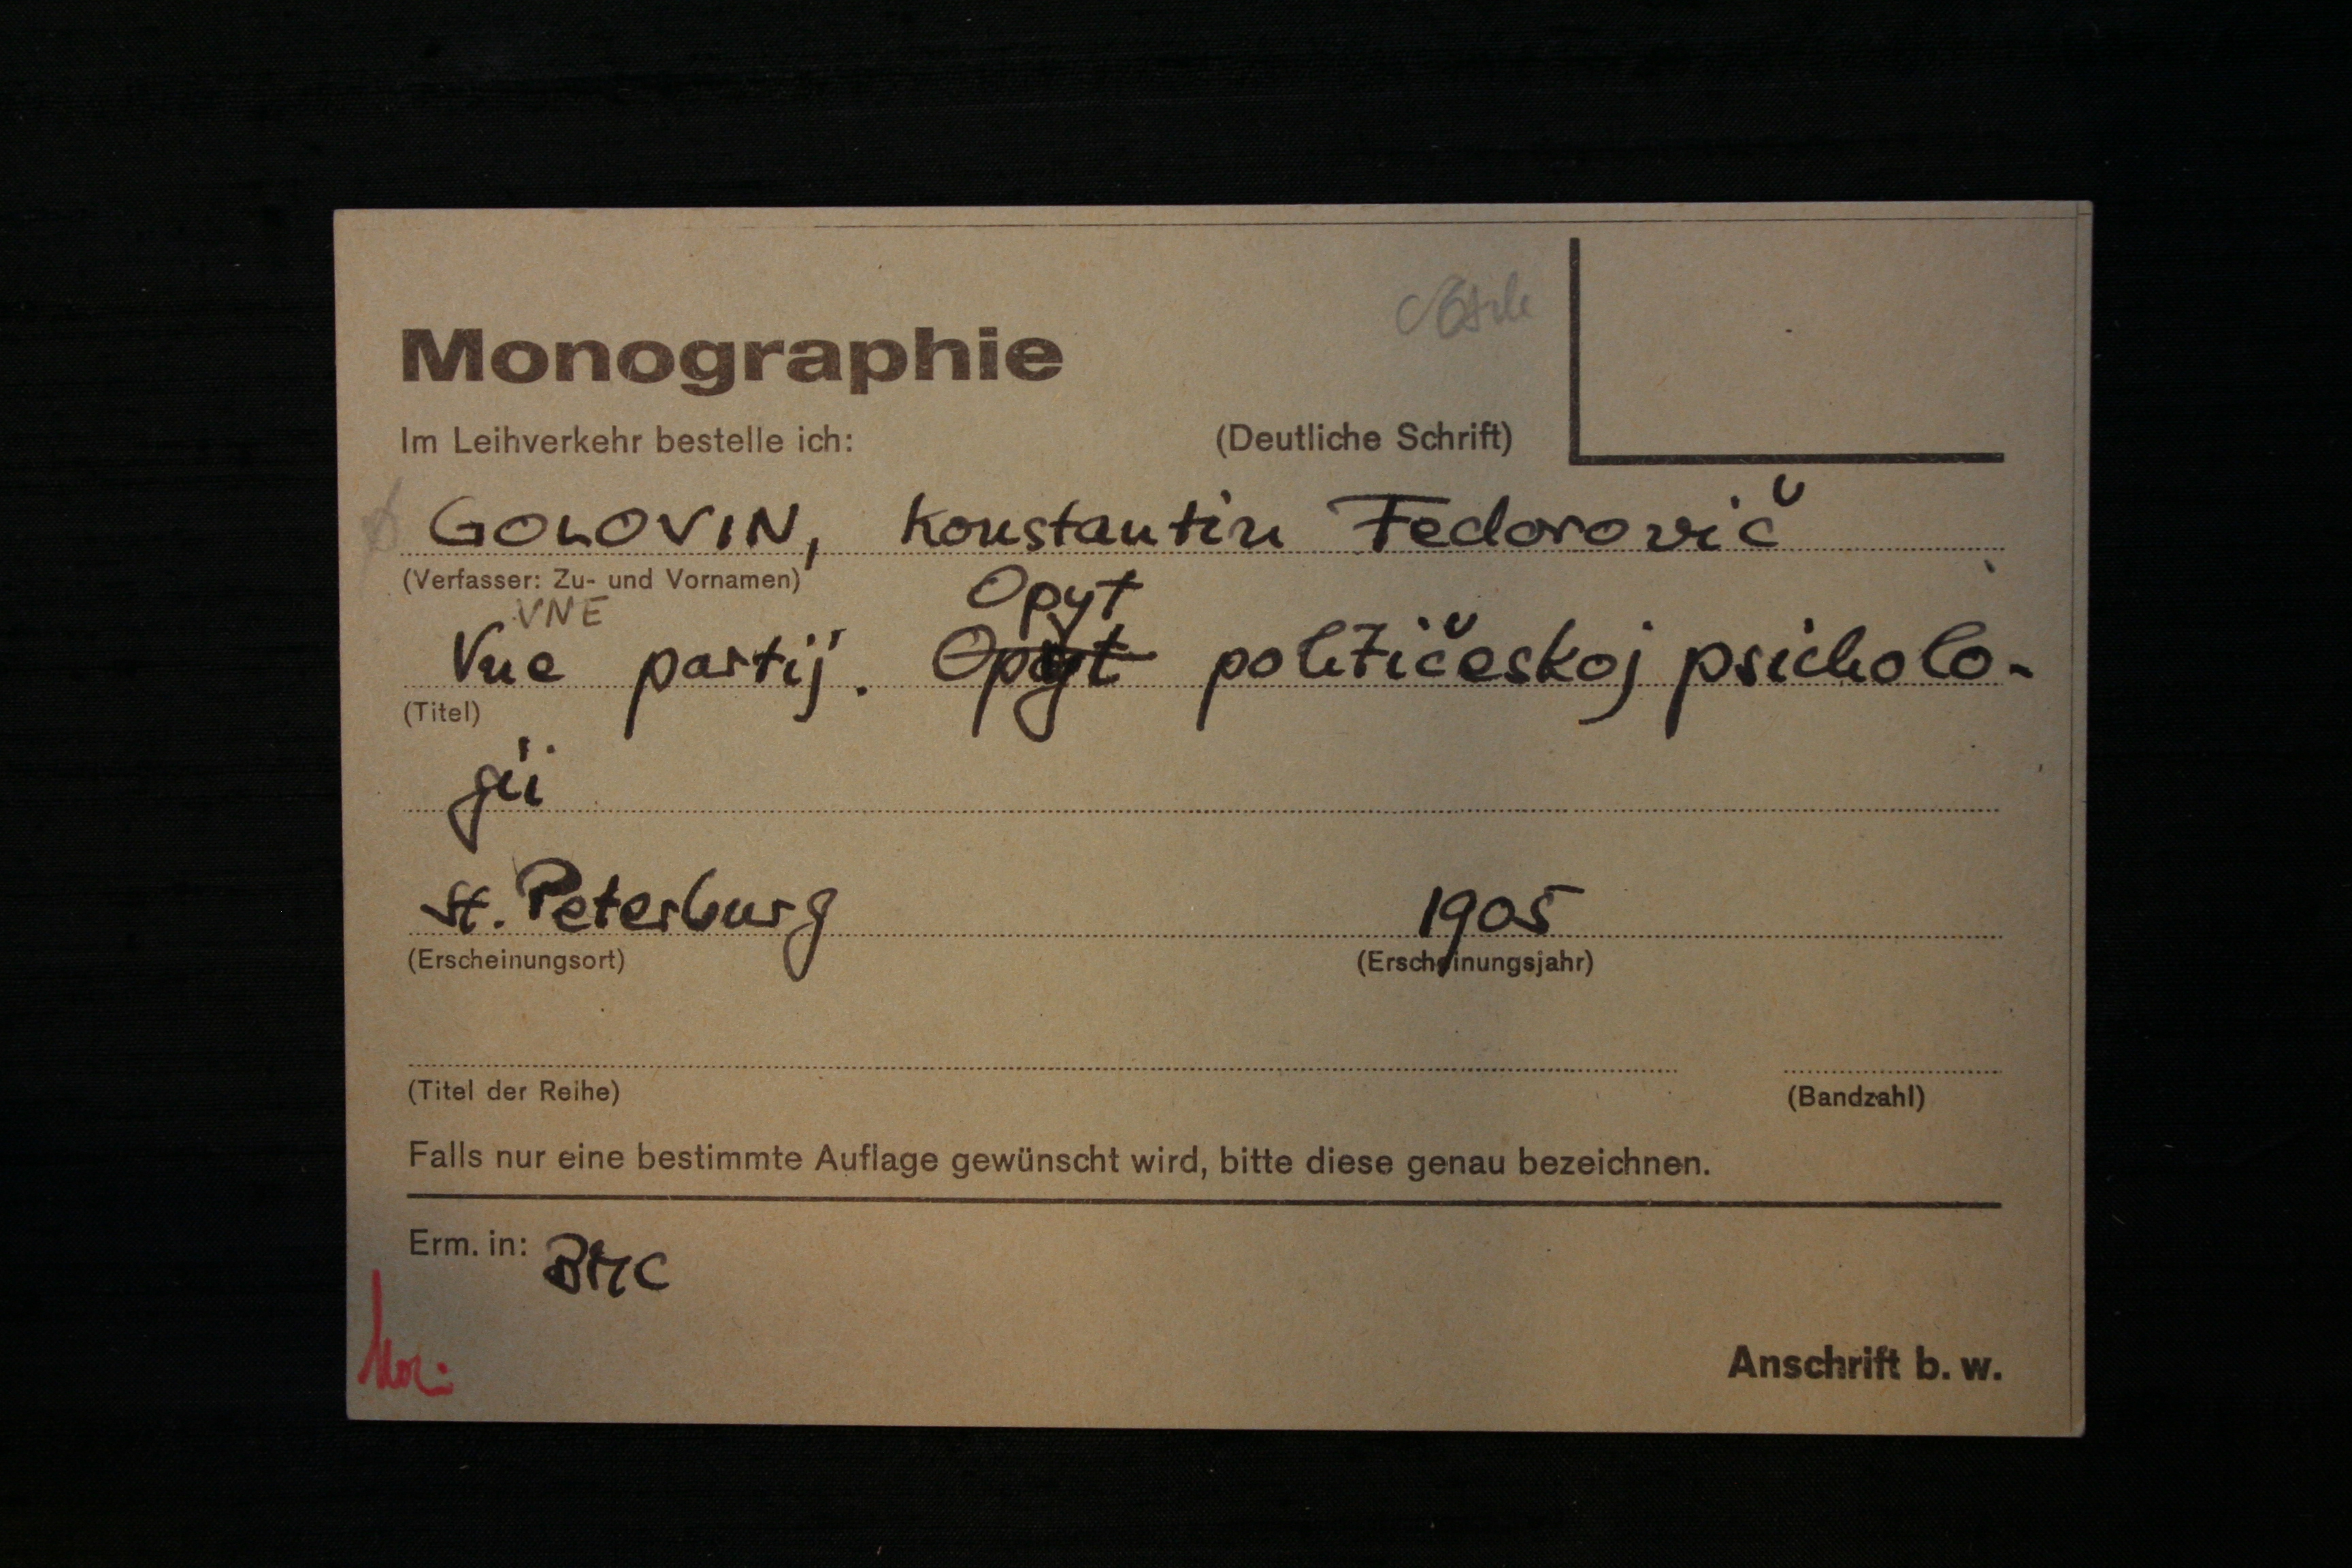 Monographie
Im Leihverkehr bestelle ich:
(Deutliche Schrift)
GOLOVIN, Konstantin Fedorovič
(Verfasser: Zu- und Vornamen)
VNE
Opyt
Vne partij. Opyt političeskoj psicholo-
(Titel)
gii
St. Peterburg 1905
(Erscheinungsort) (Erscheinungsjahr)
(Titel der Reihe) (Bandzahl)
Falls nur eine bestimmte Auflage gewünscht wird, bitte diese genau bezeichnen.
Erm. in:
Anschrift b. w.